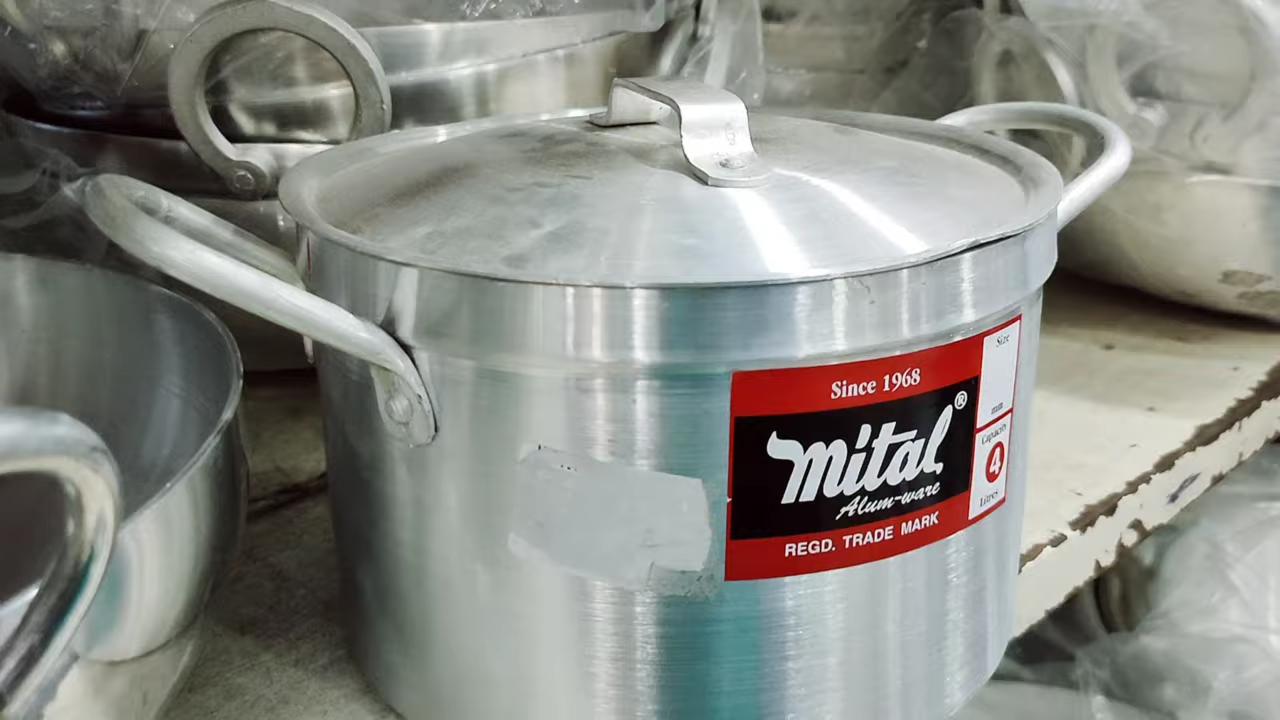 Since 1968
mital®
Alum-ware
REGD. TRADE MARK
Size
mm
Capacity
4
Litres